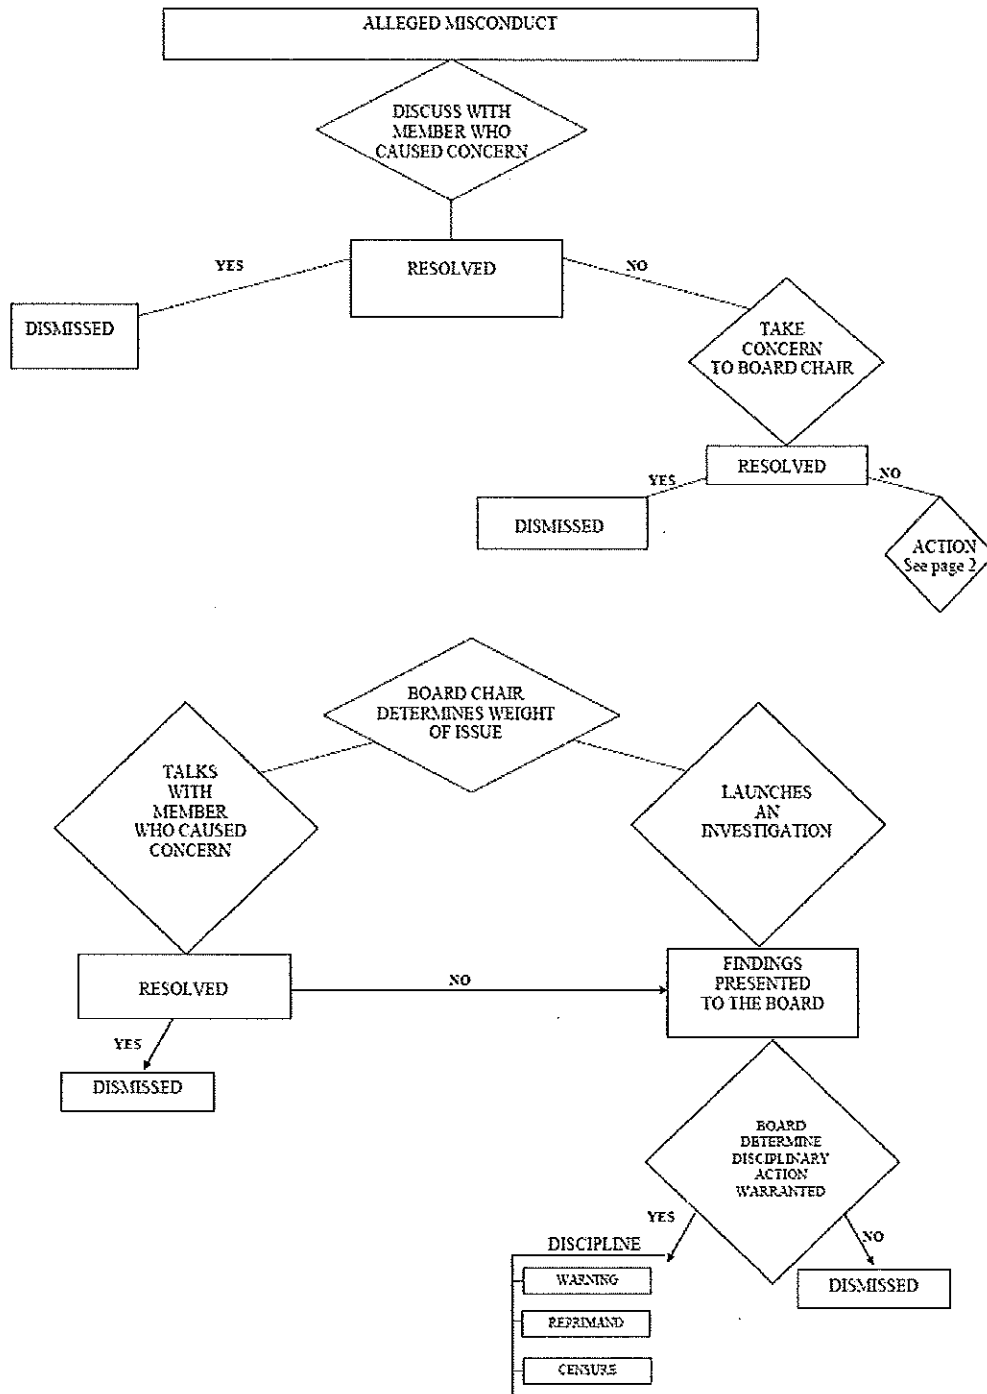 ALLEGED MISCONDUCT
DISCUSS WITH
MEMBER WHO
CAUSED CONCERN
YES
RESOLVED
NO
DISMISSED
TAKE
CONCERN
TO BOARD CHAIR
RESOLVED
YES
NO
DISMISSED
ACTION
See page 2
BOARD CHAIR
DETERMINES WEIGHT
OF ISSUE
TALKS
WITH
MEMBER
WHO CAUSED
CONCERN
LAUNCHES
AN
INVESTIGATION
RESOLVED
NO
FINDINGS
PRESENTED
TO THE BOARD
YES
DISMISSED
BOARD
DETERMINE
DISCIPLINARY
ACTION
WARRANTED
YES
NO
DISCIPLINE
WARNING
DISMISSED
REPRIMAND
CENSURE